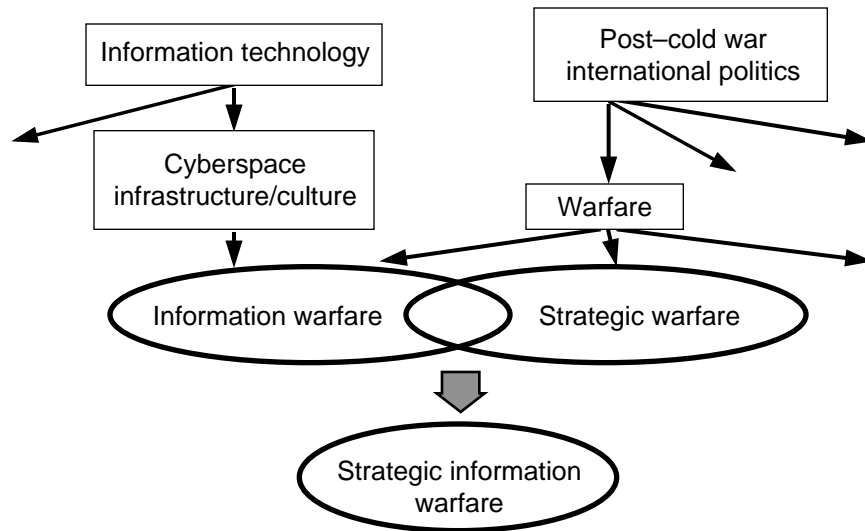 Information technology
Post–cold war
international politics
Cyberspace
infrastructure/culture
Warfare
Information warfare
Strategic warfare
Strategic information
warfare